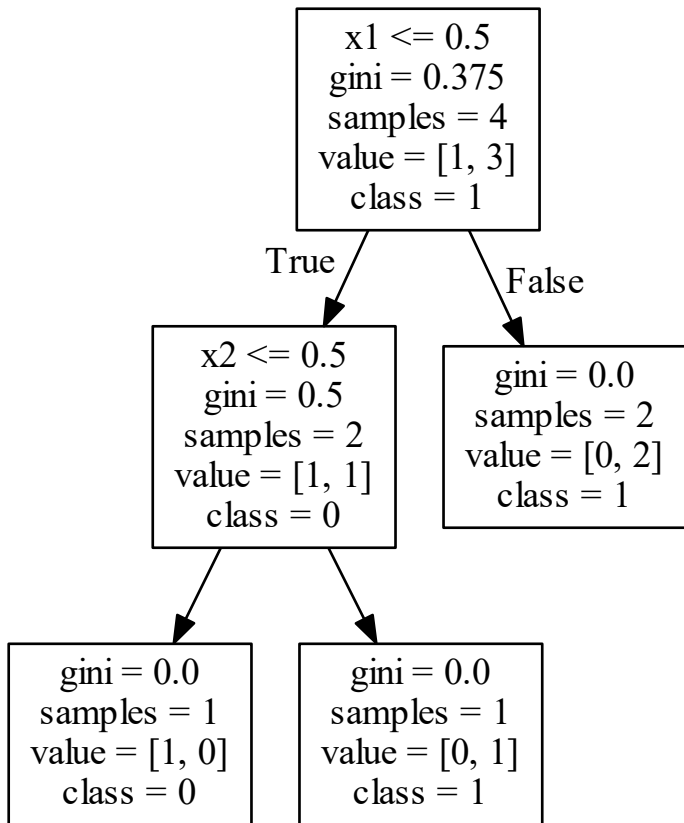 x1 <= 0.5
gini = 0.375
samples = 4
value = [1, 3]
class = 1
True
False
x2 <= 0.5
gini = 0.5
samples = 2
value = [1, 1]
class = 0
gini = 0.0
samples = 2
value = [0, 2]
class = 1
gini = 0.0
samples = 1
value = [1, 0]
class = 0
gini = 0.0
samples = 1
value = [0, 1]
class = 1